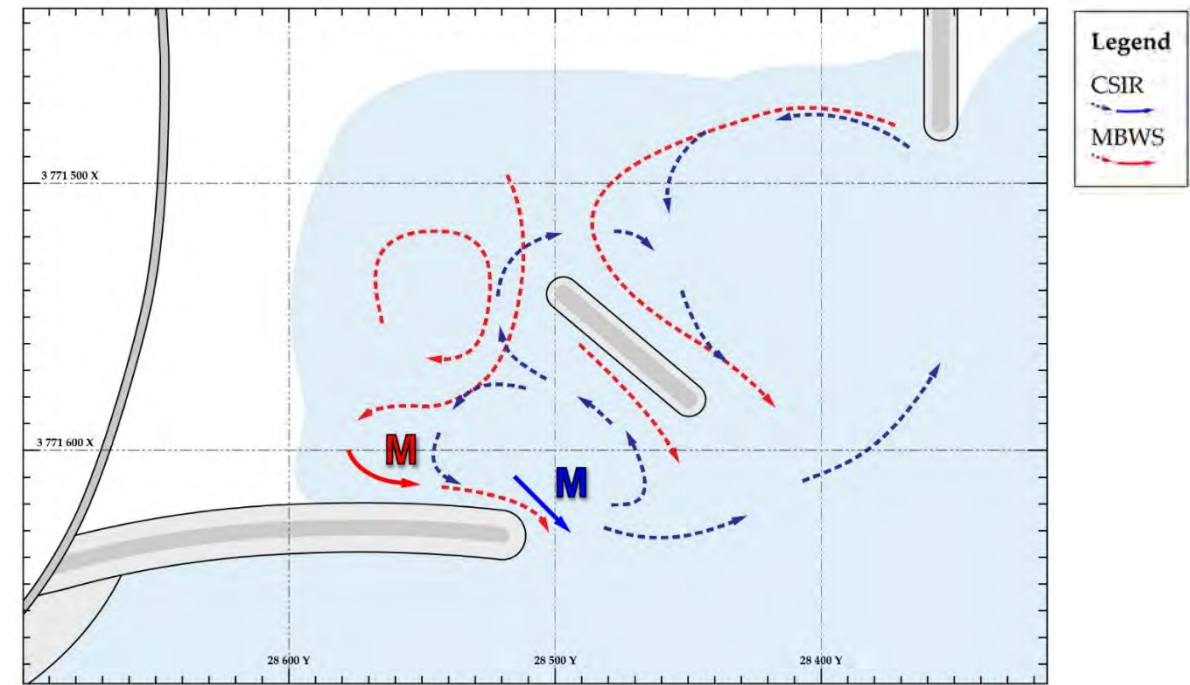 Legend
CSIR
MBWS
3 771 500 X
3 771 600 X
M
M
28 600 Y
28 500 Y
28 400 Y